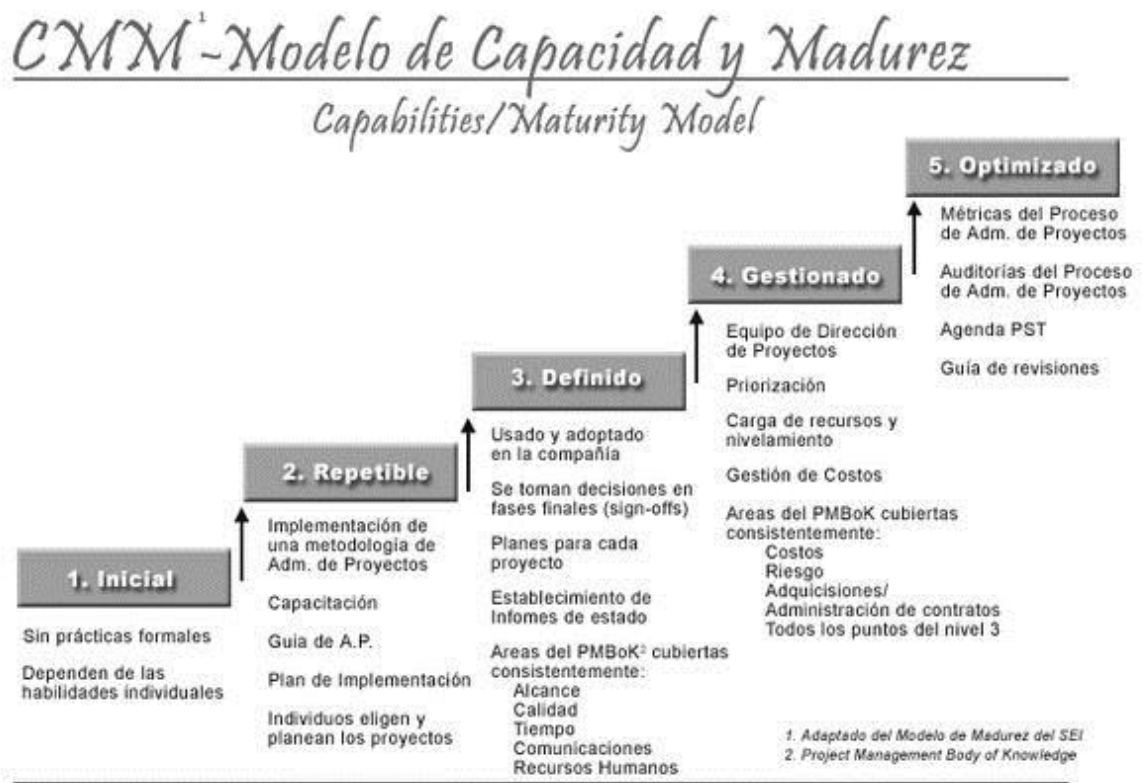 CMM¹-Modelo de Capacidad y Madurez
Capabilities/Maturity Model
1. Inicial
Sin prácticas formales
Dependen de las
habilidades individuales
2. Repetible
Implementación de
una metodología de
Adm. de Proyectos
Capacitación
Guia de A.P.
Plan de Implementación
Individuos eligen y
planean los proyectos
3. Definido
Usado y adoptado
en la compañía
Se toman decisiones en
fases finales (sign-offs)
Planes para cada
proyecto
Establecimiento de
Infomes de estado
Areas del PMBoK² cubiertas
consistentemente:
Alcance
Calidad
Tiempo
Comunicaciones
Recursos Humanos
4. Gestionado
Equipo de Dirección
de Proyectos
Priorización
Carga de recursos y
nivelamiento
Gestión de Costos
Areas del PMBoK cubiertas
consistentemente:
Costos
Riesgo
Adquicisiones/
Administración de contratos
Todos los puntos del nivel 3
5. Optimizado
Métricas del Proceso
de Adm. de Proyectos
Auditorías del Proceso
de Adm. de Proyectos
Agenda PST
Guía de revisiones
1. Adaptado del Modelo de Madurez del SEI
2. Project Management Body of Knowledge